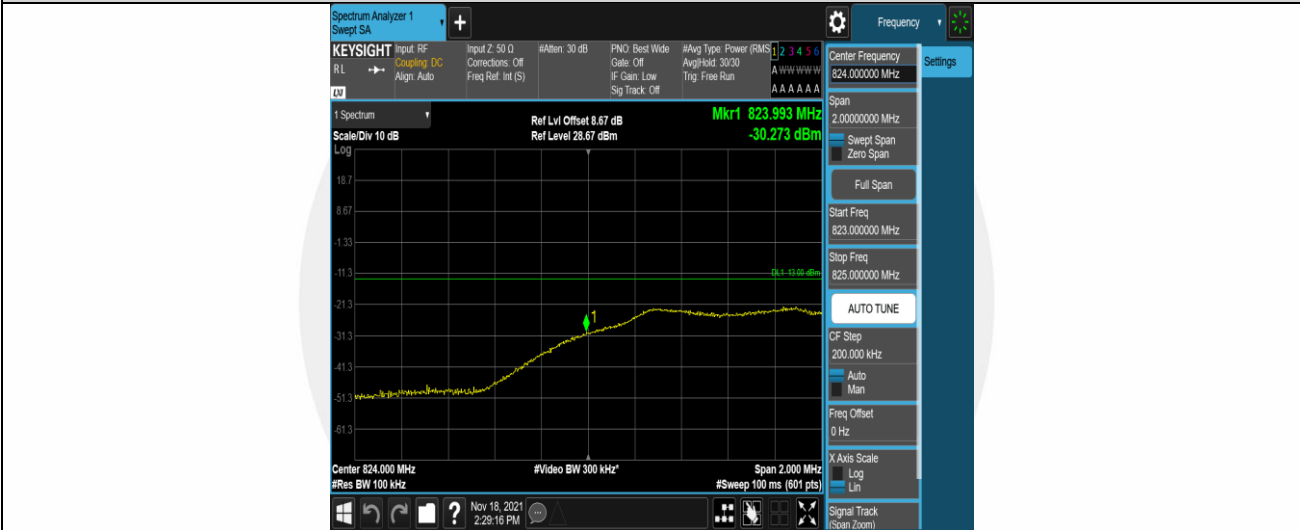 Spectrum Analyzer 1
Swept SA
+
Frequency
KEYSIGHT
R L
LXI
Input: RF
Coupling: DC
Align: Auto
Input Z: 50 Ω
Corrections: Off
Freq Ref: Int (S)
#Atten: 30 dB
PNO: Best Wide
Gate: Off
IF Gain: Low
Sig Track: Off
#Avg Type: Power (RMS
Avg|Hold: 30/30
Trig: Free Run
1 2 3 4 5 6
A W W W W W
A A A A A A
1 Spectrum
Scale/Div 10 dB
Ref Lvl Offset 8.67 dB
Ref Level 28.67 dBm
Mkr1 823.993 MHz
-30.273 dBm
Log
18.7
8.67
-1.33
-11.3
-21.3
-31.3
-41.3
-51.3
-61.3
DL1 -13.00 dBm
1
Center 824.000 MHz
#Res BW 100 kHz
#Video BW 300 kHz*
Span 2.000 MHz
#Sweep 100 ms (601 pts)
?
Nov 18, 2021
2:29:16 PM
Center Frequency
824.000000 MHz
Settings
Span
2.00000000 MHz
Swept Span
Zero Span
Full Span
Start Freq
823.000000 MHz
Stop Freq
825.000000 MHz
AUTO TUNE
CF Step
200.000 kHz
Auto
Man
Freq Offset
0 Hz
X Axis Scale
Log
Lin
Signal Track
(Span Zoom)